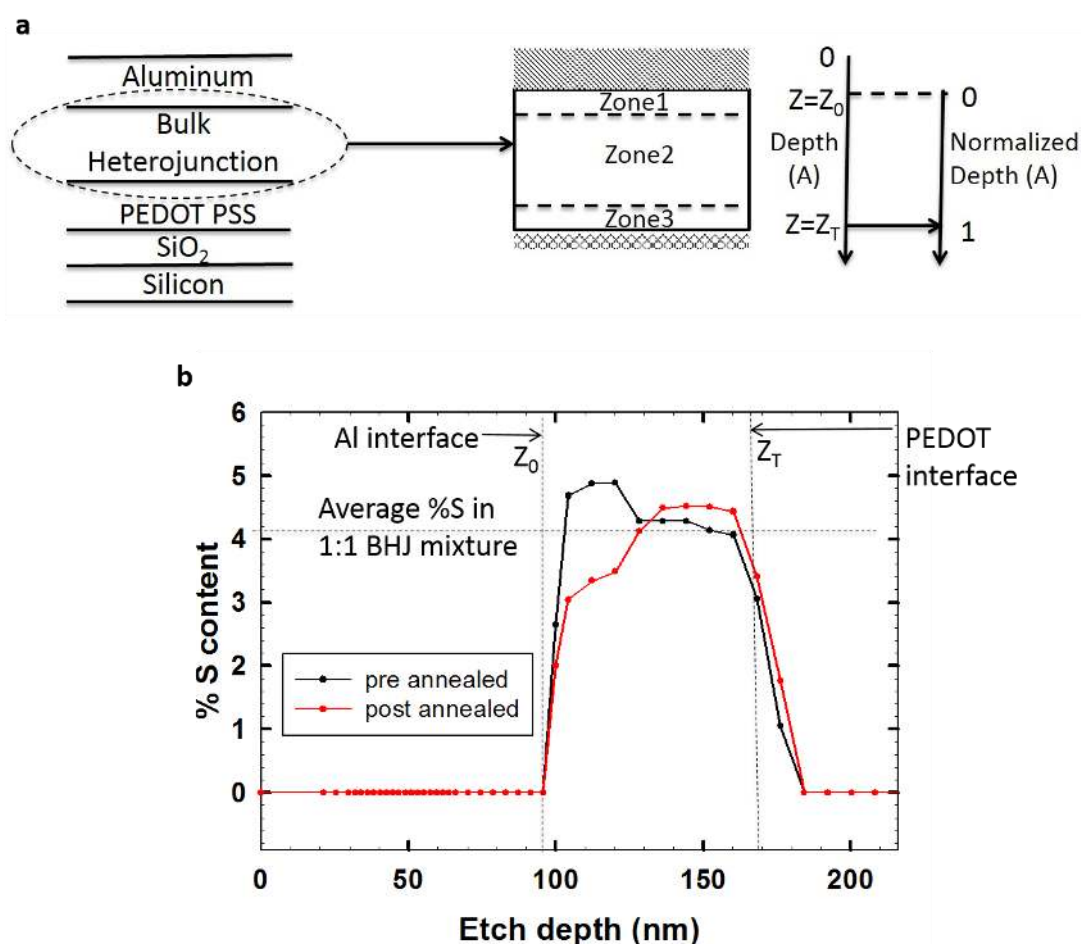 a
Aluminum
Bulk
Heterojunction
PEDOT PSS
SiO₂
Silicon
Zone1
Zone2
Zone3
0
Z=Z₀
Depth
(A)
Z=Z_T
0
Normalized
Depth (A)
1
b
6
5
4
3
2
1
0
% S content
Al interface
Z₀
Z_T
PEDOT
interface
Average %S in
1:1 BHJ mixture
pre annealed
post annealed
0 50 100 150 200
Etch depth (nm)